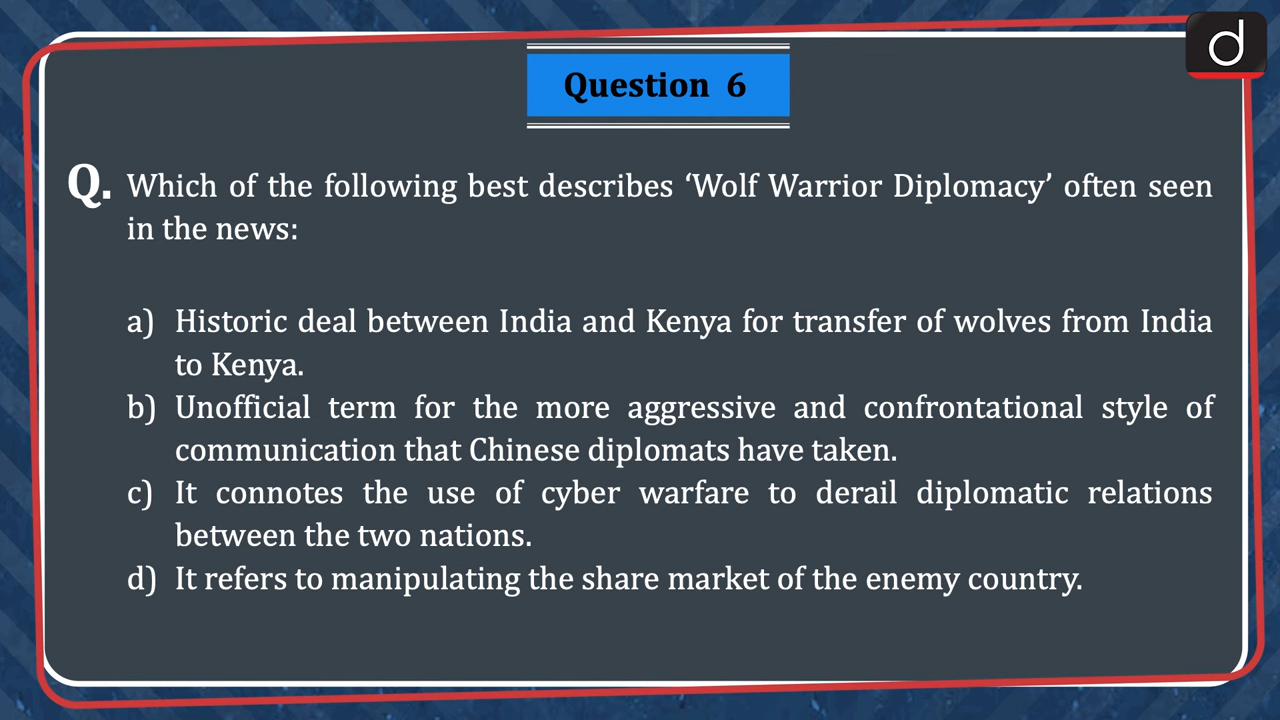 d
Question 6
Q. Which of the following best describes ‘Wolf Warrior Diplomacy’ often seen
in the news:
a) Historic deal between India and Kenya for transfer of wolves from India
to Kenya.
b) Unofficial term for the more aggressive and confrontational style of
communication that Chinese diplomats have taken.
c) It connotes the use of cyber warfare to derail diplomatic relations
between the two nations.
d) It refers to manipulating the share market of the enemy country.